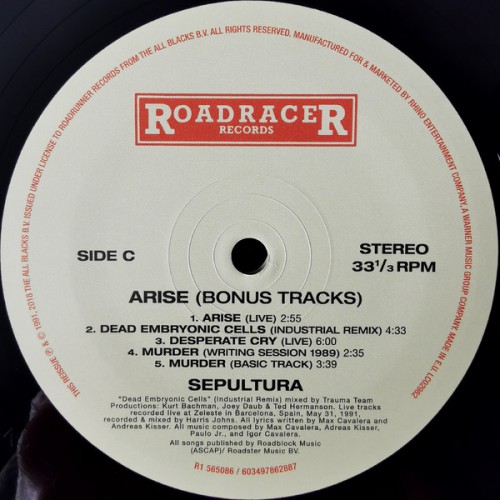 THIS REISSUE ℗ & © 1991, 2018 THE ALL BLACKS B.V. ISSUED UNDER LICENSE TO ROADRUNNER RECORDS FROM THE ALL BLACKS B.V. ALL RIGHTS RESERVED. MANUFACTURED FOR & MARKETED BY RHINO ENTERTAINMENT COMPANY, A WARNER MUSIC GROUP COMPANY. MADE IN E.U. LC02982
ROADRACER
RECORDS
SIDE C
STEREO
33 1/3 RPM
ARISE (BONUS TRACKS)
1. ARISE (LIVE) 2:55
2. DEAD EMBRYONIC CELLS (INDUSTRIAL REMIX) 4:33
3. DESPERATE CRY (LIVE) 6:00
4. MURDER (WRITING SESSION 1989) 2:35
5. MURDER (BASIC TRACK) 3:39
SEPULTURA
"Dead Embryonic Cells" (Industrial Remix) mixed by Trauma Team
Productions: Kurt Bachman, Joey Daub & Ted Hermanson. Live tracks
recorded live at Zeleste in Barcelona, Spain, May 31, 1991,
recorded & mixed by Harris Johns. All lyrics written by Max Cavalera and
Andreas Kisser. All music composed by Max Cavalera, Adreas Kisser,
Paulo Jr., and Igor Cavalera.
All songs published by Roadblock Music
(ASCAP)/ Roadster Music BV.
R1 565086 / 603497862887